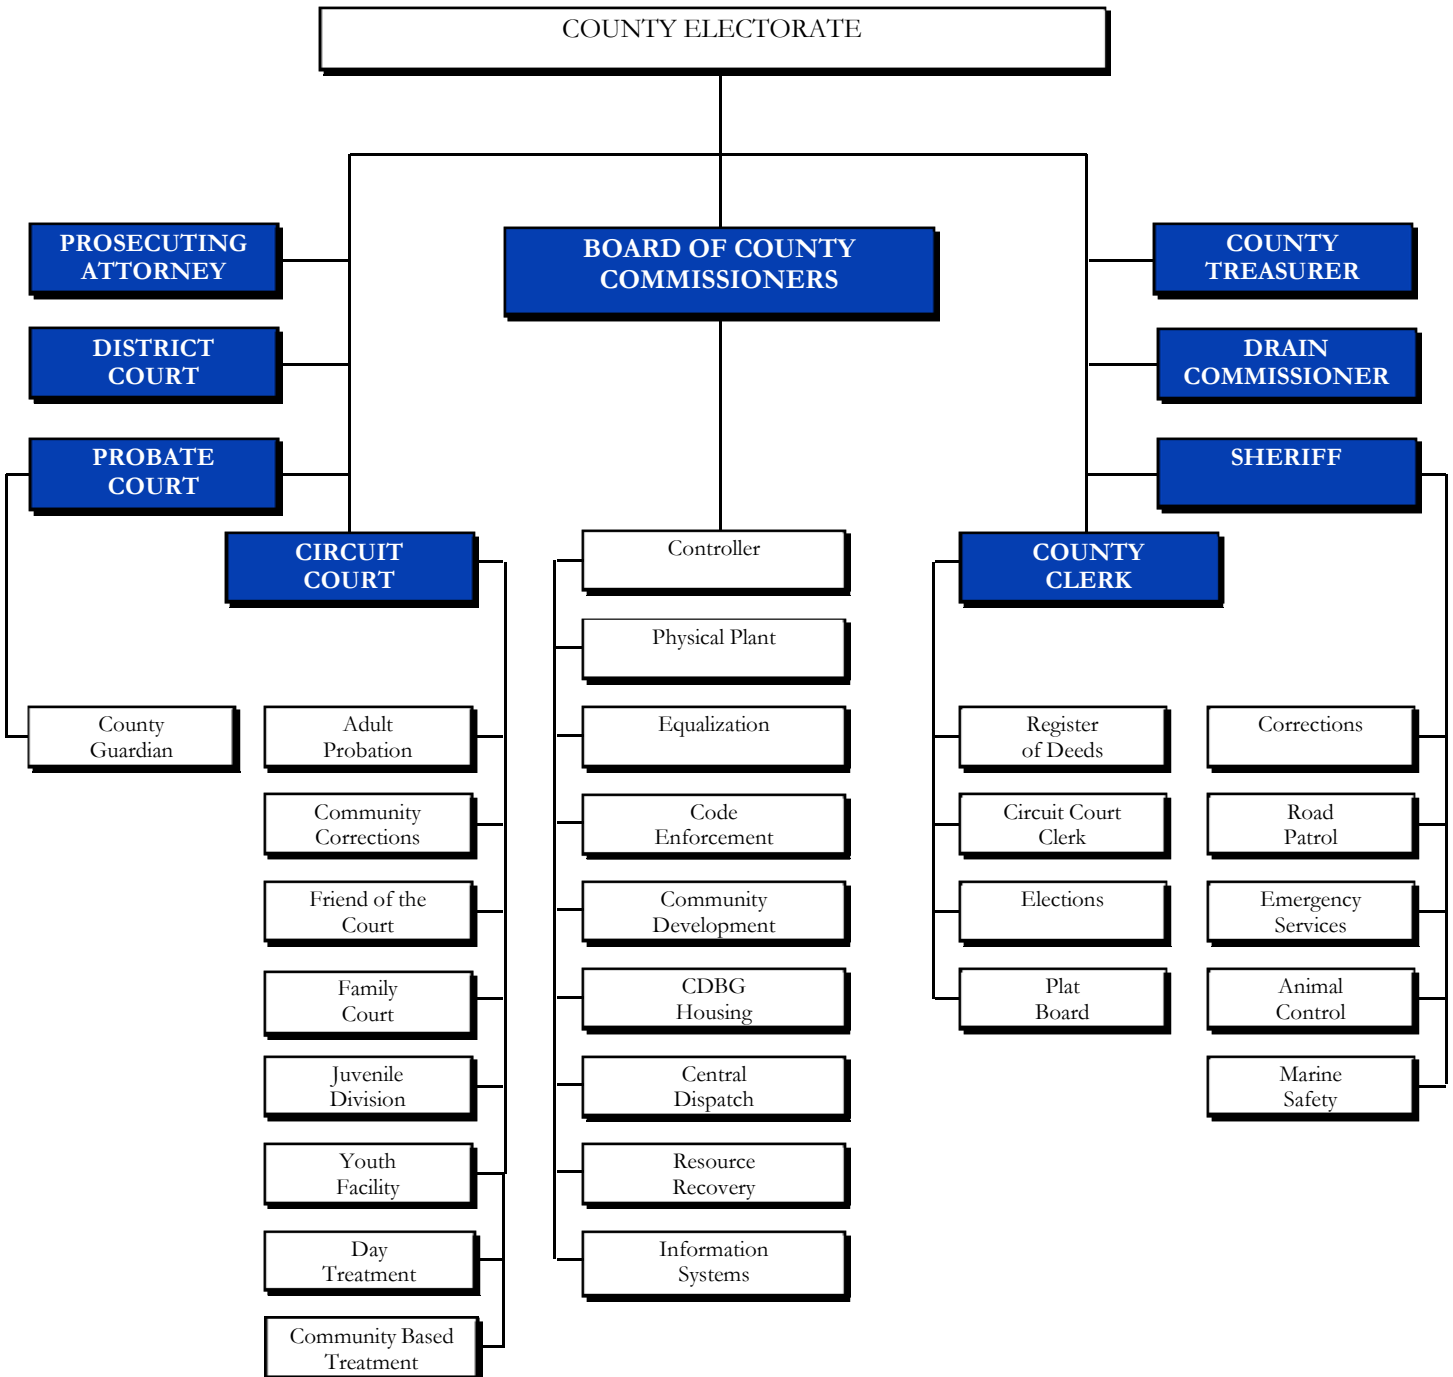 COUNTY ELECTORATE
PROSECUTING
ATTORNEY
BOARD OF COUNTY
COMMISSIONERS
COUNTY
TREASURER
DISTRICT
COURT
DRAIN
COMMISSIONER
PROBATE
COURT
SHERIFF
CIRCUIT
COURT
Controller
COUNTY
CLERK
Physical Plant
County
Guardian
Adult
Probation
Equalization
Register
of Deeds
Corrections
Community
Corrections
Code
Enforcement
Circuit Court
Clerk
Road
Patrol
Friend of the
Court
Community
Development
Elections
Emergency
Services
Family
Court
CDBG
Housing
Plat
Board
Animal
Control
Juvenile
Division
Central
Dispatch
Marine
Safety
Youth
Facility
Resource
Recovery
Day
Treatment
Information
Systems
Community Based
Treatment